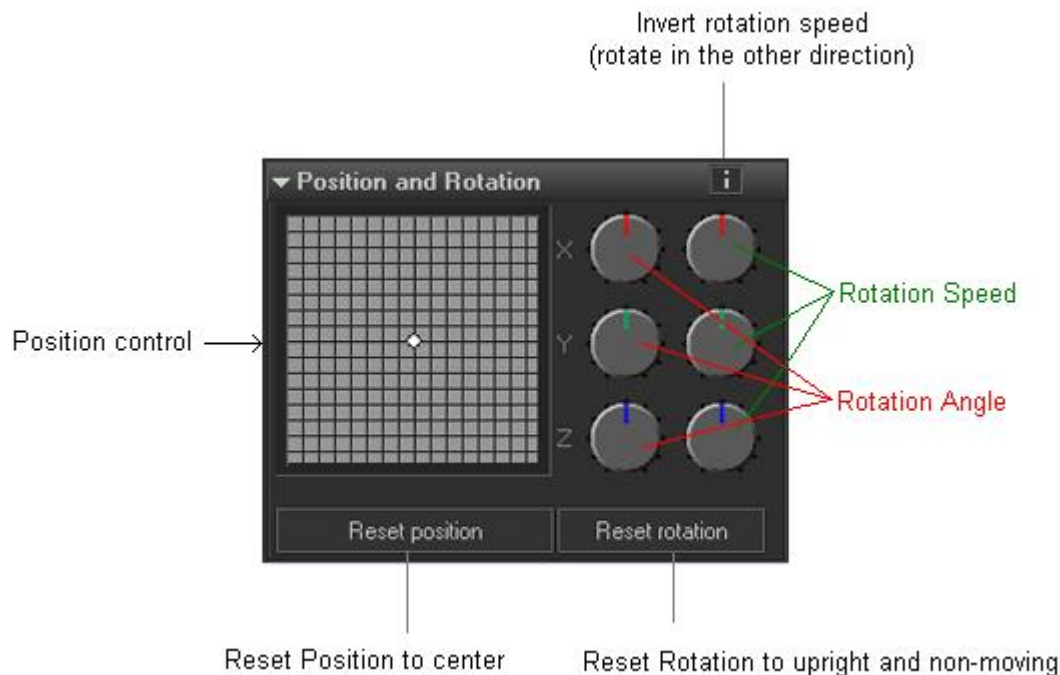 Invert rotation speed
(rotate in the other direction)
Position and Rotation
i
X
Rotation Speed
Position control
Y
Rotation Angle
Z
Reset position
Reset rotation
Reset Position to center
Reset Rotation to upright and non-moving